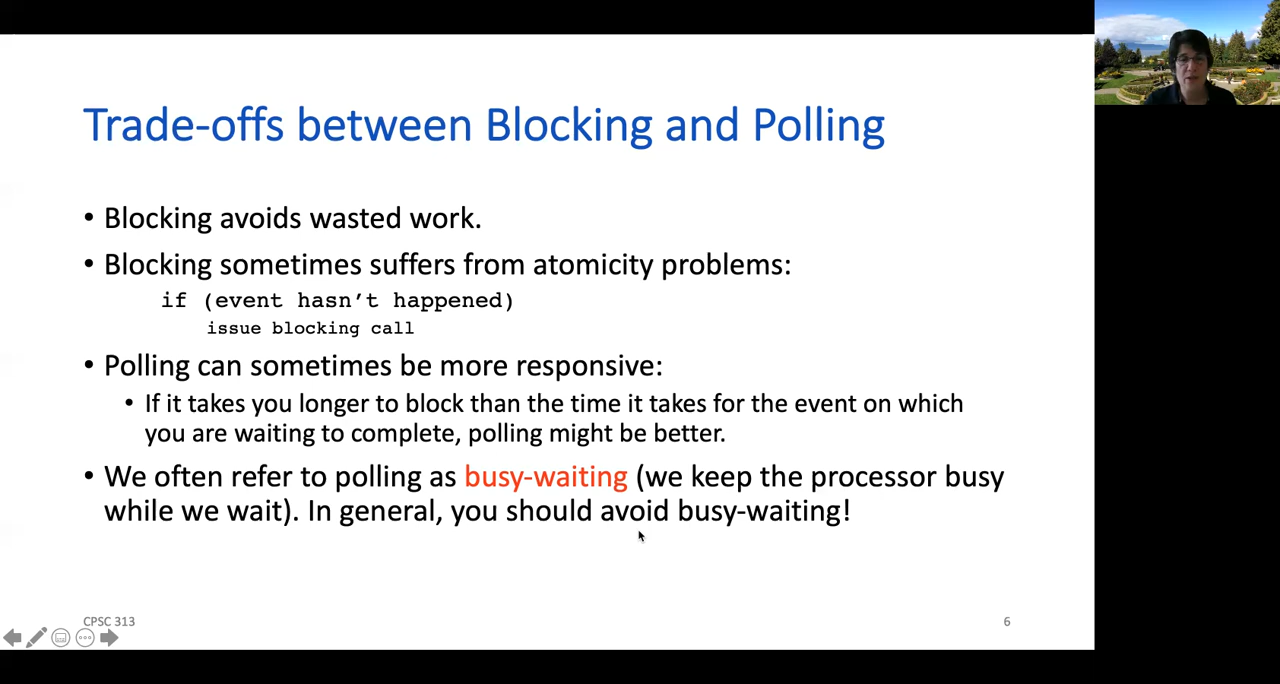 Trade-offs between Blocking and Polling
• Blocking avoids wasted work.
• Blocking sometimes suffers from atomicity problems:
if (event hasn’t happened)
issue blocking call
• Polling can sometimes be more responsive:
• If it takes you longer to block than the time it takes for the event on which
you are waiting to complete, polling might be better.
• We often refer to polling as busy-waiting (we keep the processor busy
while we wait). In general, you should avoid busy-waiting!
CPSC 313
6